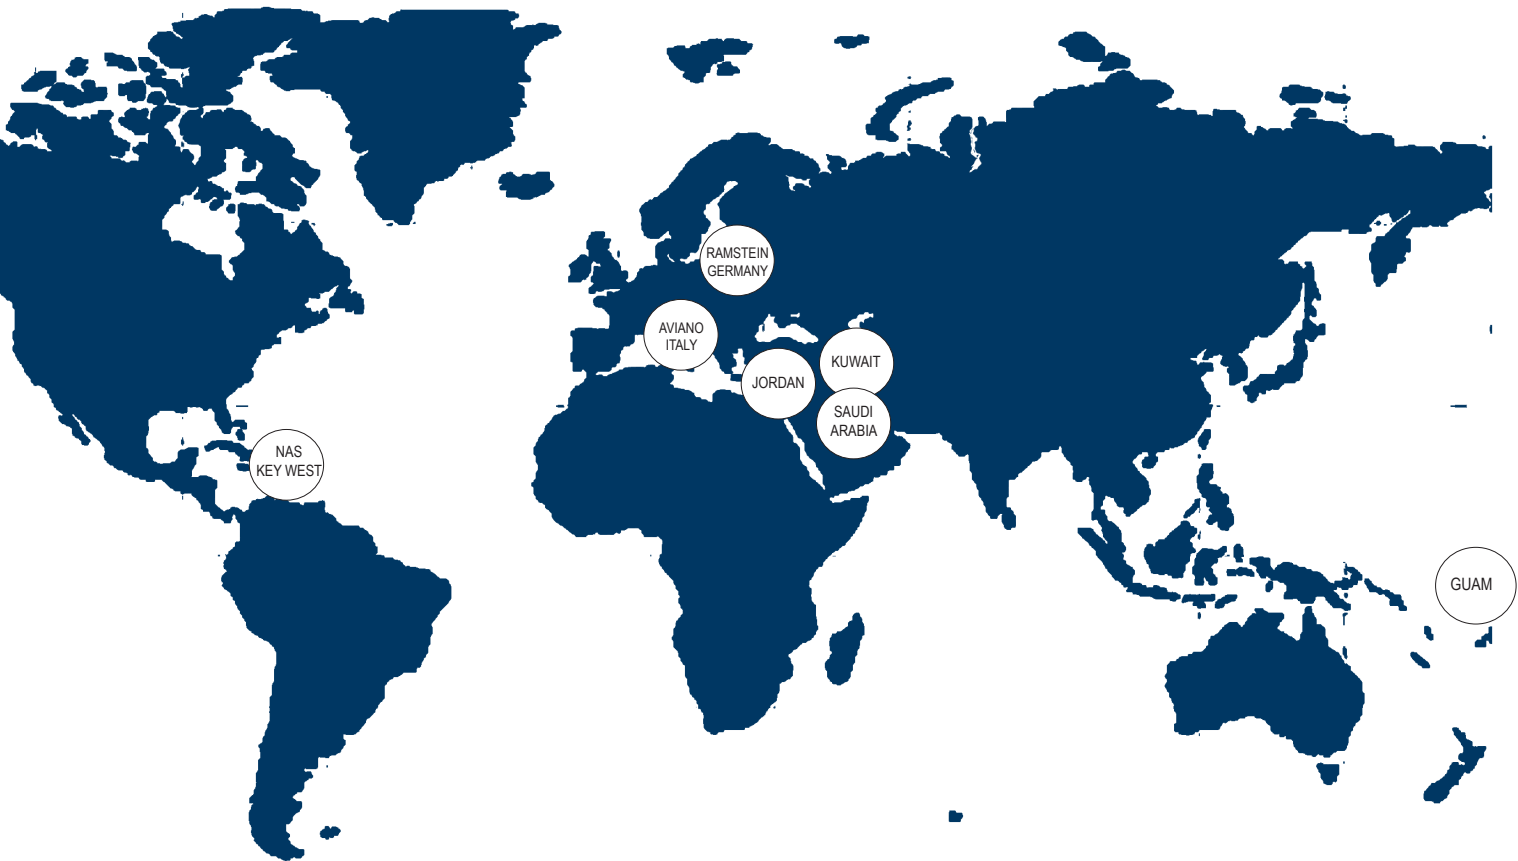 RAMSTEIN
GERMANY
AVIANO
ITALY
KUWAIT
JORDAN
SAUDI
ARABIA
NAS
KEY WEST
GUAM